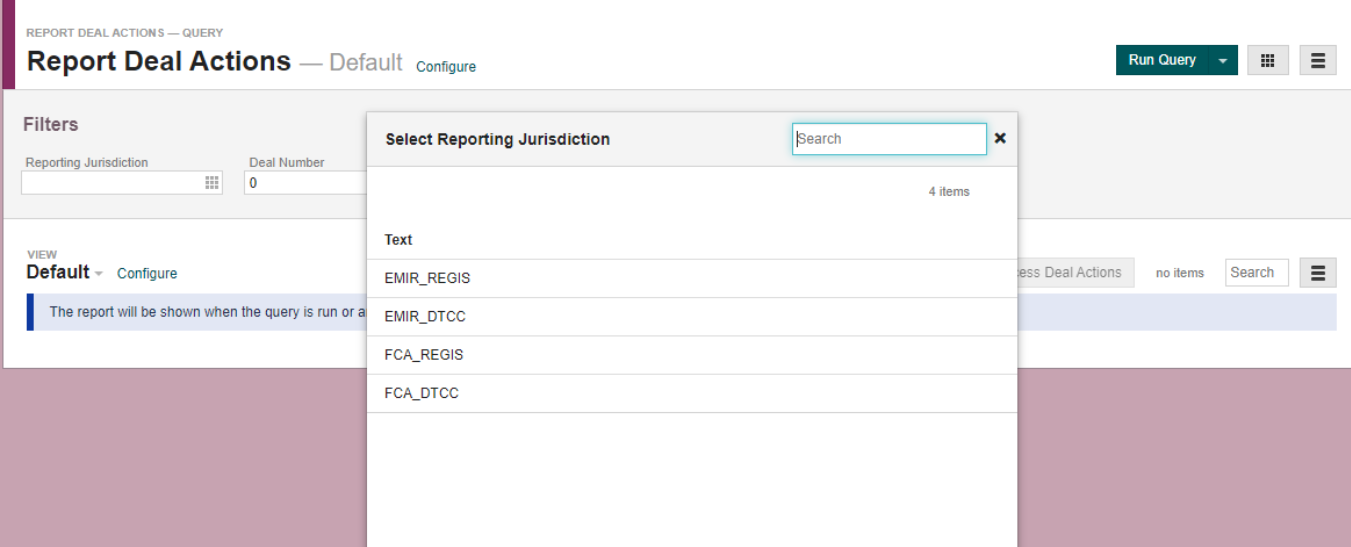 REPORT DEAL ACTIONS — QUERY
Report Deal Actions — Default Configure
Run Query
Filters
Reporting Jurisdiction
Deal Number
0
Select Reporting Jurisdiction
Search
4 items
Text
EMIR_REGIS
EMIR_DTCC
FCA_REGIS
FCA_DTCC
VIEW
Default Configure
Deal Actions no items Search
The report will be shown when the query is run or